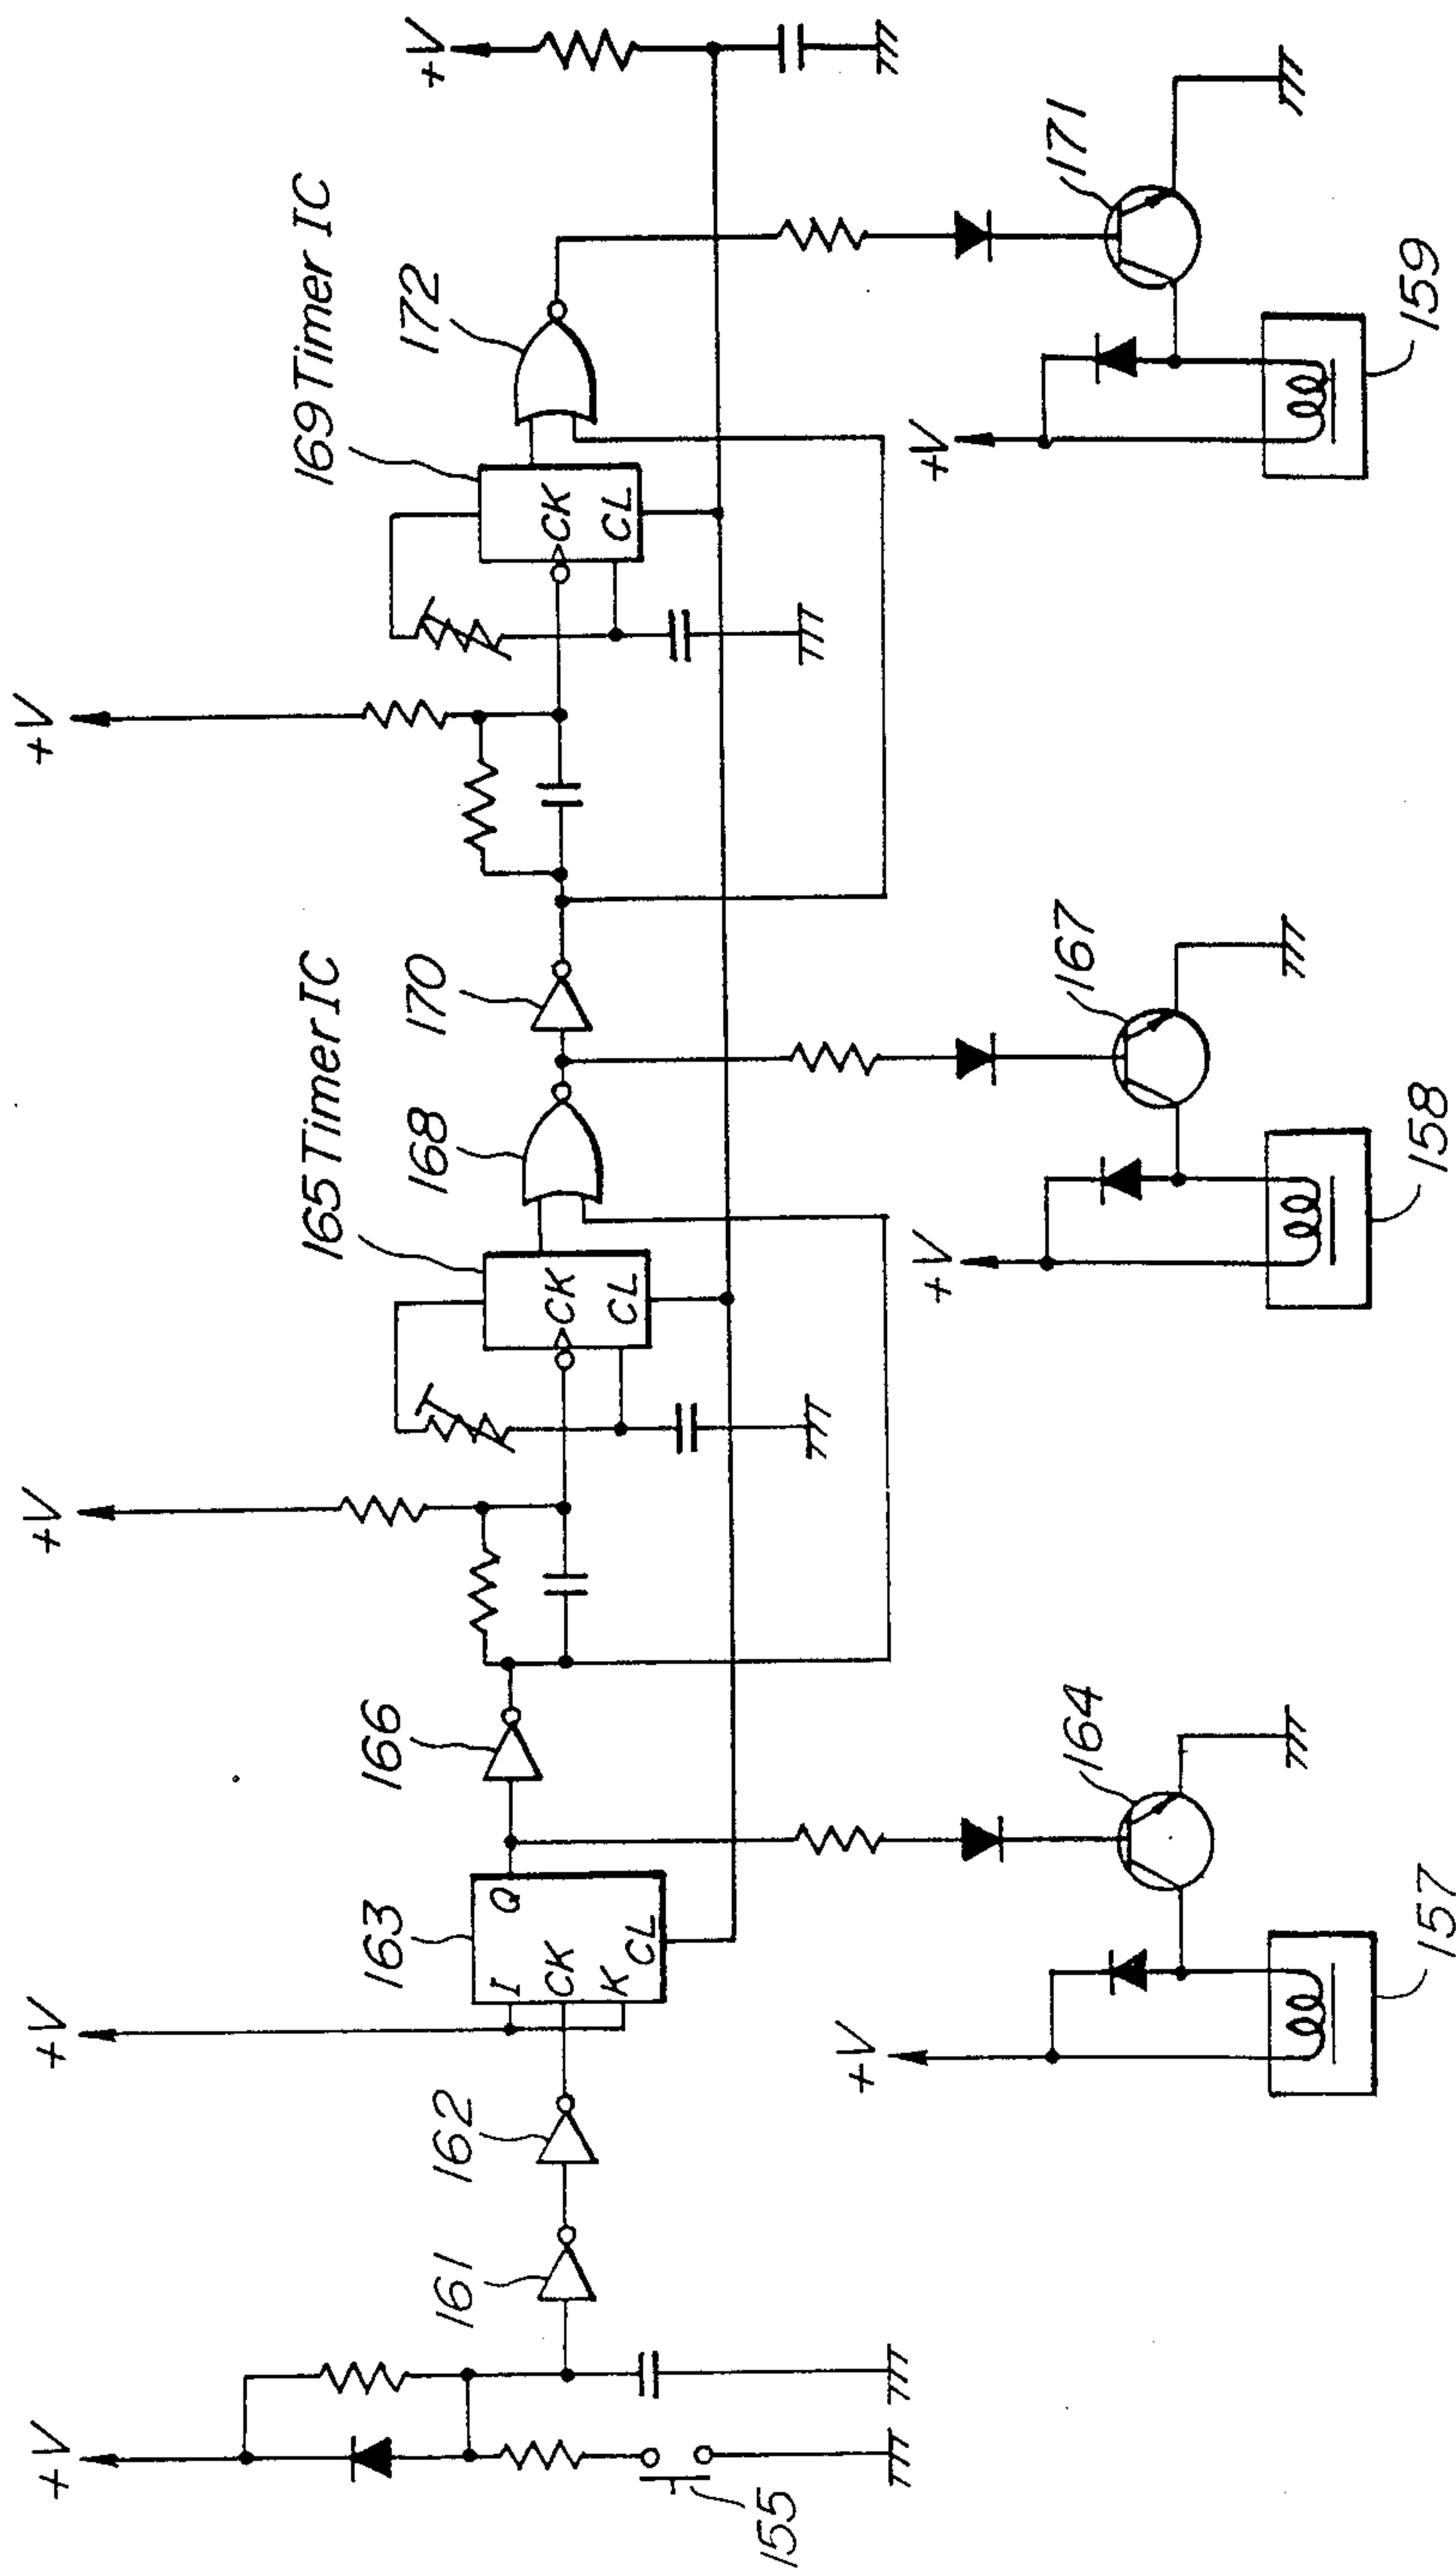 +V
155
161
162
+V
163
I
CK
K
Q
CL
166
+V
164
157
+V
165 Timer IC
CK
CL
168
170
+V
167
158
+V
169 Timer IC
CK
CL
172
+V
171
159
+V
+V